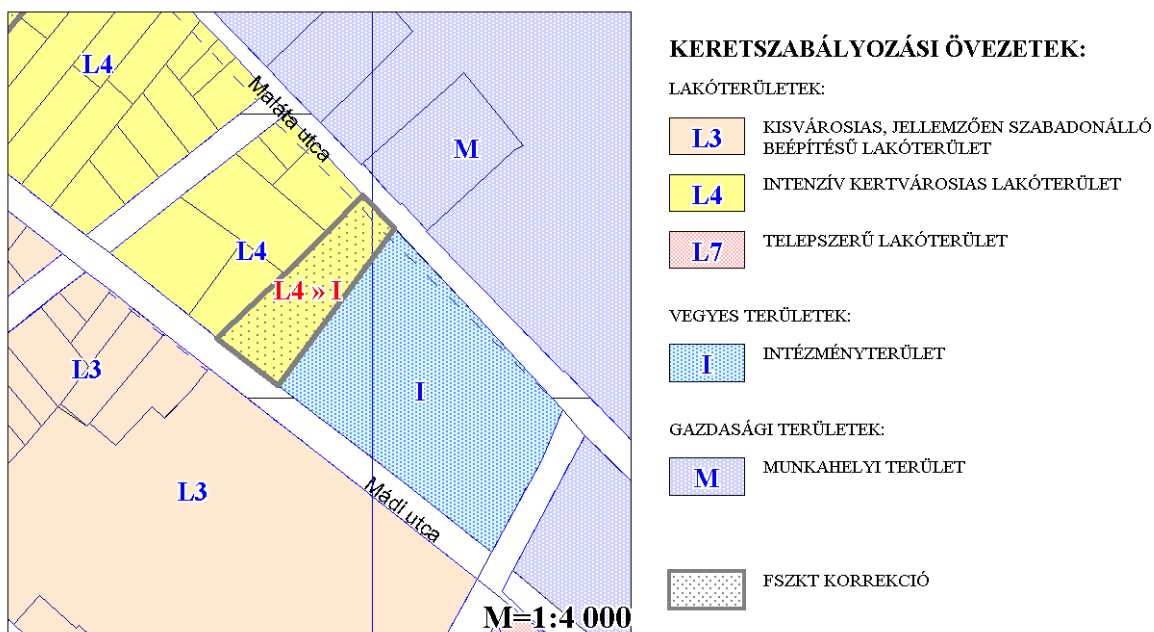 L4
Maláta utca
M
L4
L4 » I
L3
I
L3
Mádi utca
M=1:4 000
KERETSZABÁLYOZÁSI ÖVEZETEK:
LAKÓTERÜLETEK:
L3
KISVÁROSIAS, JELLEMZŐEN SZABADONÁLLÓ
BEÉPÍTÉSŰ LAKÓTERÜLET
L4
INTENZÍV KERTVÁROSIAS LAKÓTERÜLET
L7
TELEPSZERŰ LAKÓTERÜLET
VEGYES TERÜLETEK:
I
INTÉZMÉNYTERÜLET
GAZDASÁGI TERÜLETEK:
M
MUNKAHELYI TERÜLET
FSZKT KORREKCIÓ